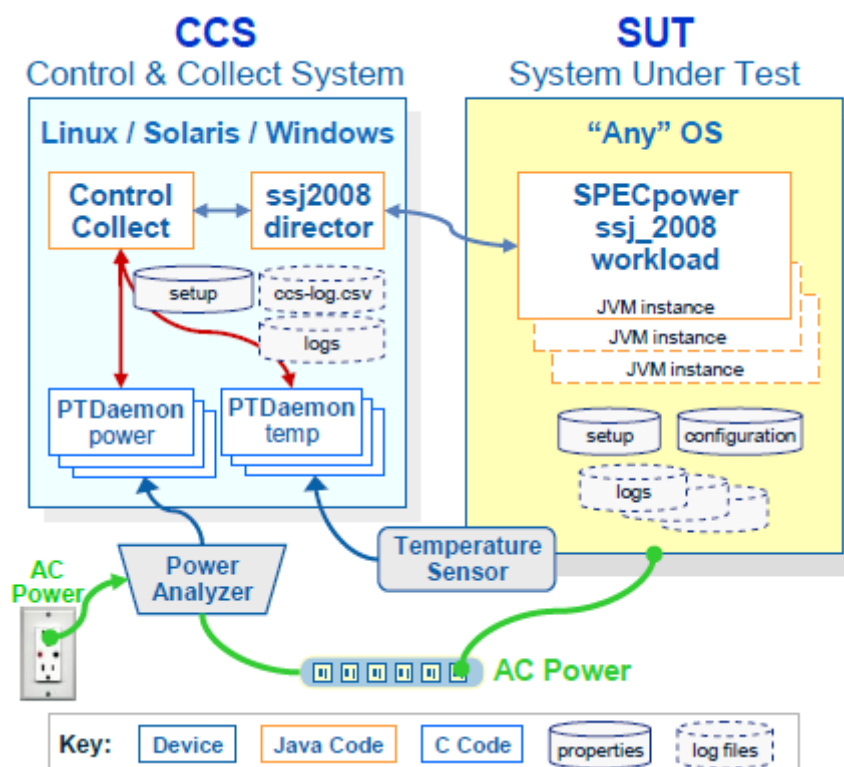 CCS
Control & Collect System
SUT
System Under Test
Linux / Solaris / Windows
Control
Collect
ssj2008
director
setup
ccs-log.csv
logs
PTDaemon
power
PTDaemon
temp
“Any” OS
SPECpower
ssj_2008
workload
JVM instance
JVM instance
JVM instance
setup
configuration
logs
Power
Analyzer
Temperature
Sensor
AC
Power
AC Power
Key:
Device
Java Code
C Code
properties
log files